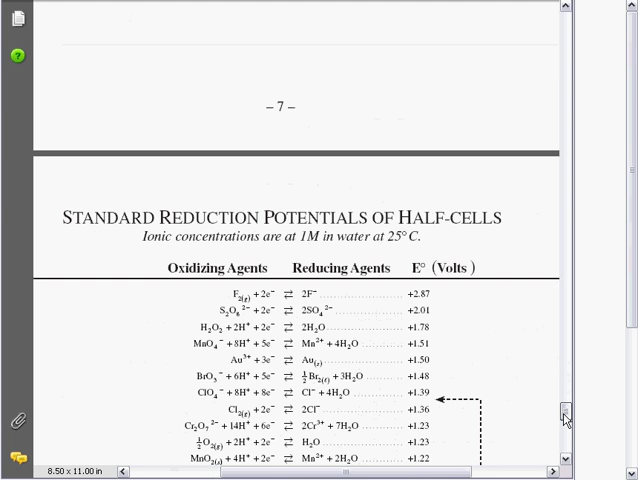 – 7 –
STANDARD REDUCTION POTENTIALS OF HALF-CELLS
Ionic concentrations are at 1M in water at 25°C.
Oxidizing Agents Reducing Agents E° (Volts)
F₂₍g₎ + 2e⁻ ⇄ 2F⁻ ........................ +2.87
S₂O₈²⁻ + 2e⁻ ⇄ 2SO₄²⁻ ........................ +2.01
H₂O₂ + 2H⁺ + 2e⁻ ⇄ 2H₂O ........................ +1.78
MnO₄⁻ + 8H⁺ + 5e⁻ ⇄ Mn²⁺ + 4H₂O ........................ +1.51
Au³⁺ + 3e⁻ ⇄ Au₍s₎ ........................ +1.50
BrO₃⁻ + 6H⁺ + 5e⁻ ⇄ ½Br₂₍ℓ₎ + 3H₂O ........................ +1.48
ClO₄⁻ + 8H⁺ + 8e⁻ ⇄ Cl⁻ + 4H₂O ........................ +1.39
Cl₂₍g₎ + 2e⁻ ⇄ 2Cl⁻ ........................ +1.36
Cr₂O₇²⁻ + 14H⁺ + 6e⁻ ⇄ 2Cr³⁺ + 7H₂O ........................ +1.23
½O₂₍g₎ + 2H⁺ + 2e⁻ ⇄ H₂O ........................ +1.23
MnO₂₍s₎ + 4H⁺ + 2e⁻ ⇄ Mn²⁺ + 2H₂O ........................ +1.22
8.50 x 11.00 in